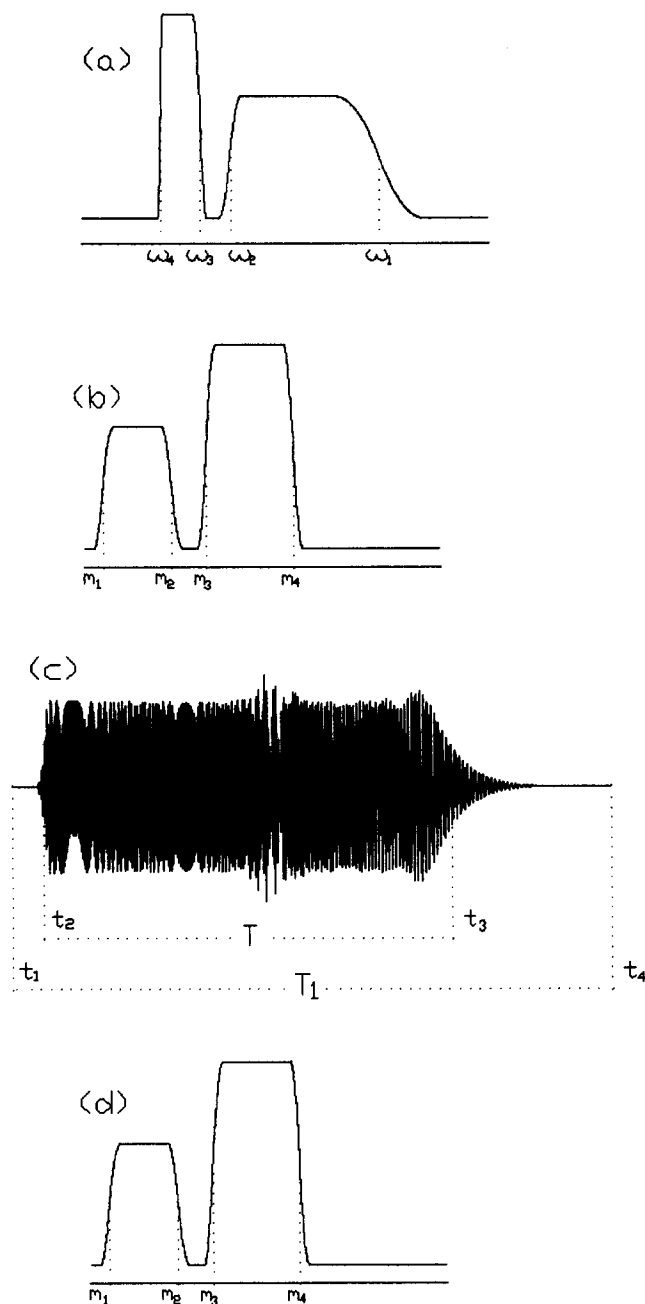 (a)
ω4 ω3 ω2 ω1
(b)
m1 m2 m3 m4
(c)
t2 T t3
t1 T1 t4
(d)
m1 m2 m3 m4